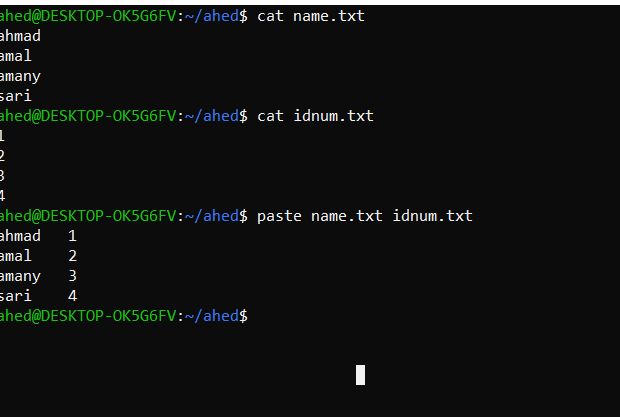 ahed@DESKTOP-OK5G6FV:~/ahed$ cat name.txt
ahmad
amal
amany
sari
ahed@DESKTOP-OK5G6FV:~/ahed$ cat idnum.txt
1
2
3
4
ahed@DESKTOP-OK5G6FV:~/ahed$ paste name.txt idnum.txt
ahmad   1
amal    2
amany   3
sari    4
ahed@DESKTOP-OK5G6FV:~/ahed$